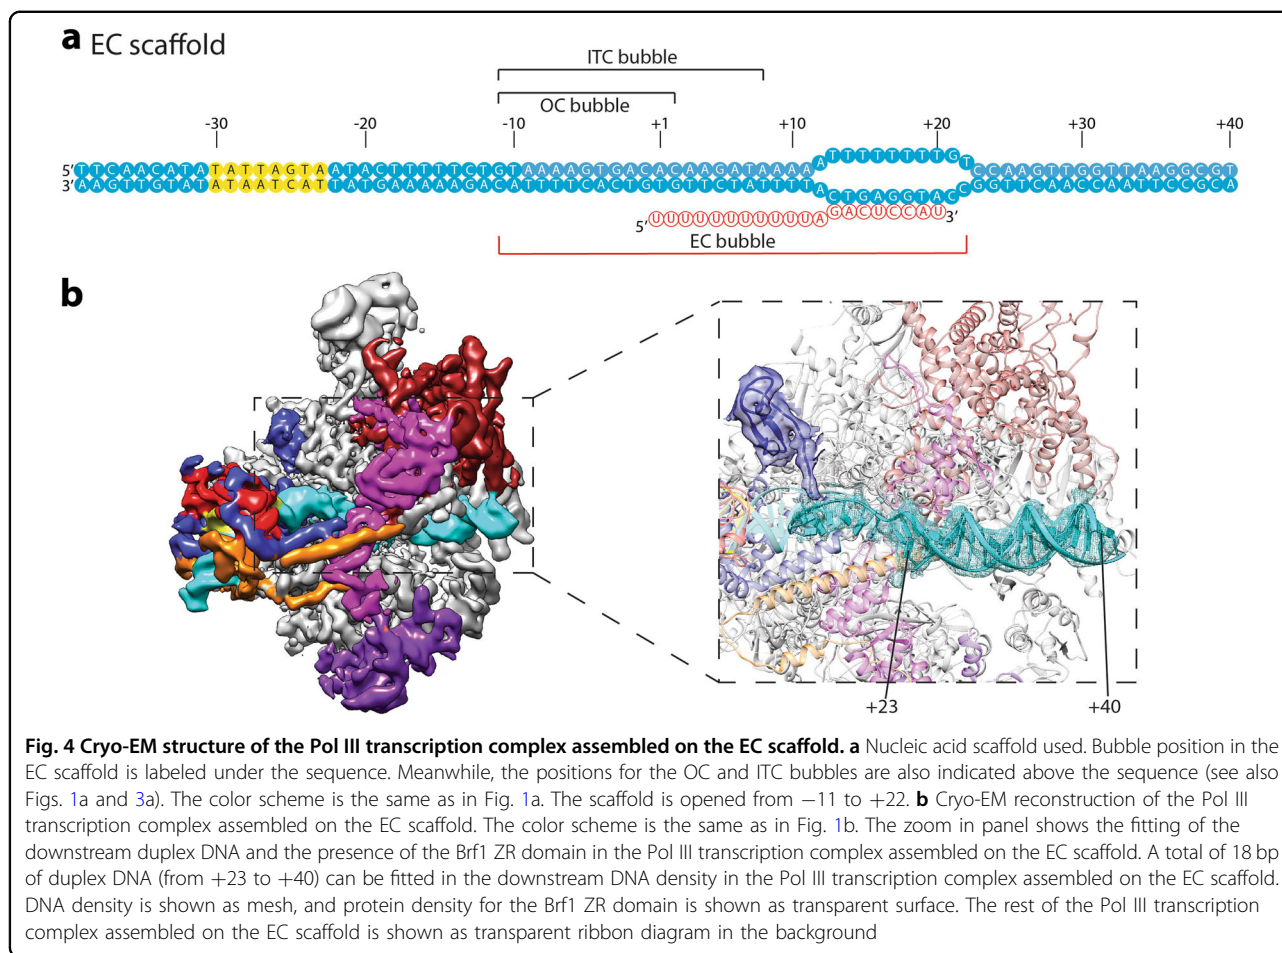 a EC scaffold
ITC bubble
OC bubble
-30 -20 -10 +1 +10 +20 +30 +40
5' TTCAACATATATTAGTAATACTTTTTCTGTAAAAGTGACACAAGATAAAAATTTTTTTTGTCCAAGTTGGTTAAGGCGT
3' AAGTTGTATATAATCATTATGAAAAAGACATTTTCACTGTGTTCTATTTTACTGAGGTACCGGTTCAACCAATTCCGCA
5' UUUUUUUUUUUAGACUCCAU 3'
EC bubble
b
+23 +40
Fig. 4 Cryo-EM structure of the Pol III transcription complex assembled on the EC scaffold. a Nucleic acid scaffold used. Bubble position in the
EC scaffold is labeled under the sequence. Meanwhile, the positions for the OC and ITC bubbles are also indicated above the sequence (see also
Figs. 1a and 3a). The color scheme is the same as in Fig. 1a. The scaffold is opened from −11 to +22. b Cryo-EM reconstruction of the Pol III
transcription complex assembled on the EC scaffold. The color scheme is the same as in Fig. 1b. The zoom in panel shows the fitting of the
downstream duplex DNA and the presence of the Brf1 ZR domain in the Pol III transcription complex assembled on the EC scaffold. A total of 18 bp
of duplex DNA (from +23 to +40) can be fitted in the downstream DNA density in the Pol III transcription complex assembled on the EC scaffold.
DNA density is shown as mesh, and protein density for the Brf1 ZR domain is shown as transparent surface. The rest of the Pol III transcription
complex assembled on the EC scaffold is shown as transparent ribbon diagram in the background